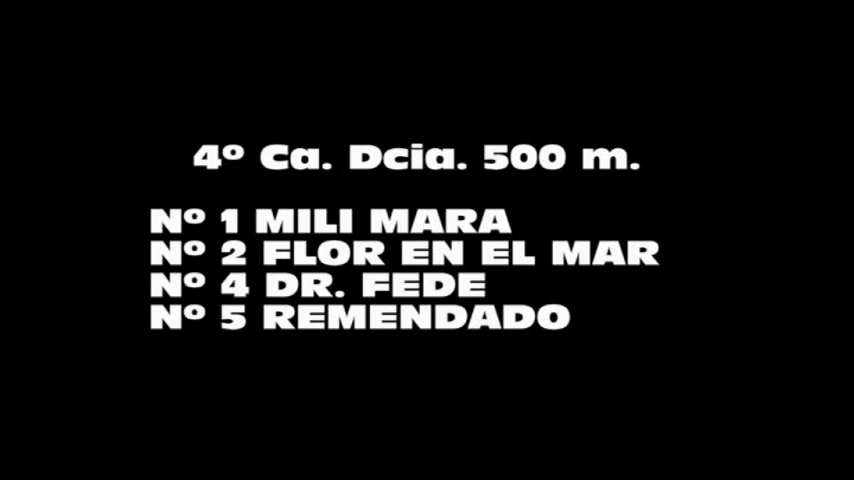 4º Ca. Dcia. 500 m.
Nº 1 MILI MARA
Nº 2 FLOR EN EL MAR
Nº 4 DR. FEDE
Nº 5 REMENDADO